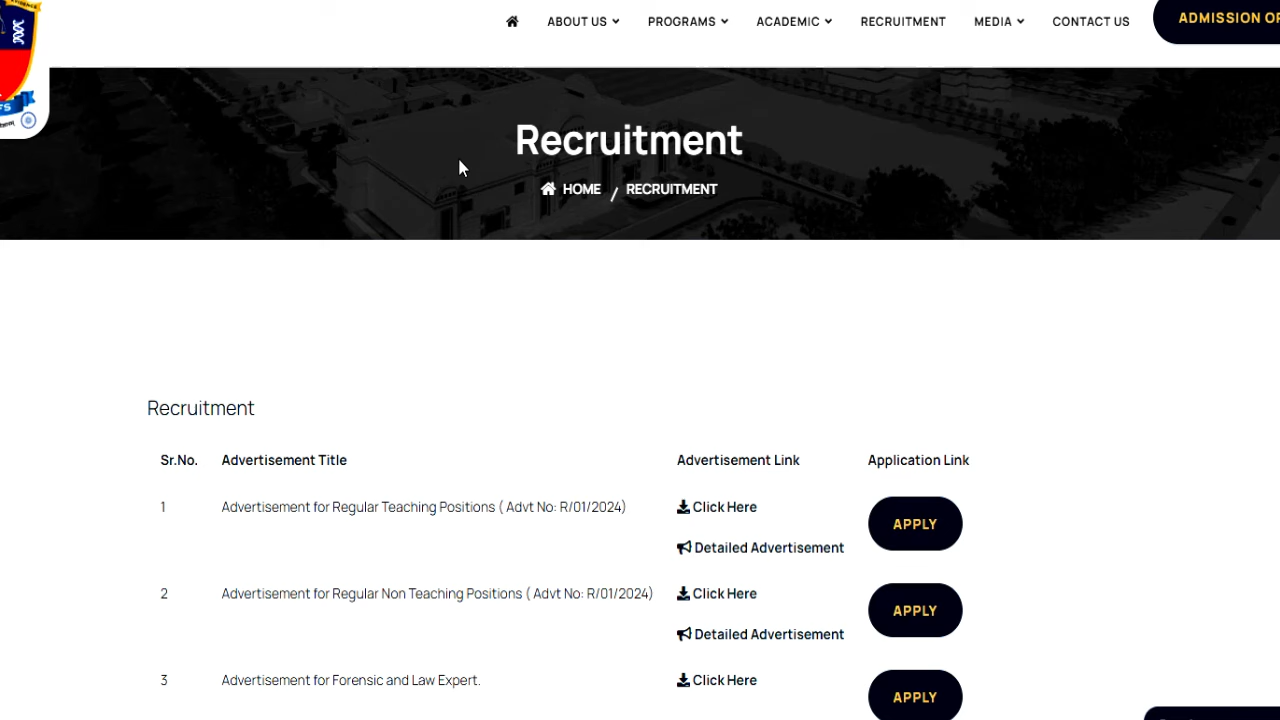 ABOUT US PROGRAMS ACADEMIC RECRUITMENT MEDIA CONTACT US ADMISSION
Recruitment
HOME / RECRUITMENT
Recruitment
Sr.No. Advertisement Title Advertisement Link Application Link
1 Advertisement for Regular Teaching Positions ( Advt No: R/01/2024) Click Here APPLY
Detailed Advertisement
2 Advertisement for Regular Non Teaching Positions ( Advt No: R/01/2024) Click Here APPLY
Detailed Advertisement
3 Advertisement for Forensic and Law Expert. Click Here APPLY